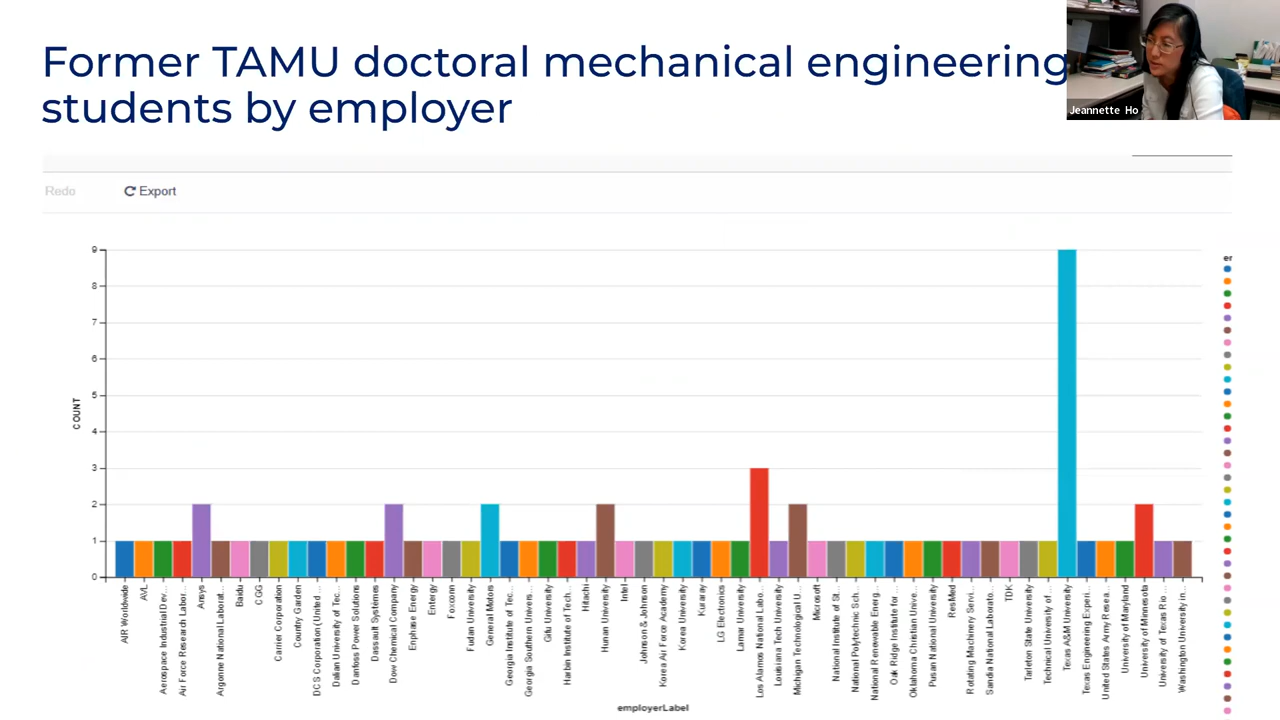 Former TAMU doctoral mechanical engineering
students by employer
Jeannette Ho
Redo
Export
er
9
8
7
6
5
4
3
2
1
0
COUNT
AIR Worldwide
AVL
Aerospace Industrial Dev...
Air Force Research Labor...
Ansys
Argonne National Laborat...
Baidu
CGG
Carrier Corporation
Country Garden
DCS Corporation (United ...
Dalian University of Tec...
Danfoss Power Solutions
Dassault Systèmes
Dow Chemical Company
Enphase Energy
Entergy
Foxconn
Fudan University
General Motors
Georgia Institute of Tec...
Georgia Southern Univers...
Gifu University
Harbin Institute of Tech...
Hitachi
Hunan University
Intel
Johnson & Johnson
Korea Air Force Academy
Korea Univers...
Kuraray
LG Electronics
Lamar University
Los Alamos National Labo...
Louisiana Tech University
Michigan Technological U...
Microsoft
National Institute of St...
National Polytechnic Sch...
National Renewable Energ...
Oak Ridge Institute for ...
Oklahoma Christian Unive...
Pusan National University
ResMed
Rotating Machinery Servi...
Sandia National Laborato...
TDK
Tarleton State University
Technical University of ...
Texas A&M University
Texas Engineering Experi...
United States Army Resea...
University of Maryland
University of Minnesota
University of Texas Rio ...
Washington University in...
employerLabel